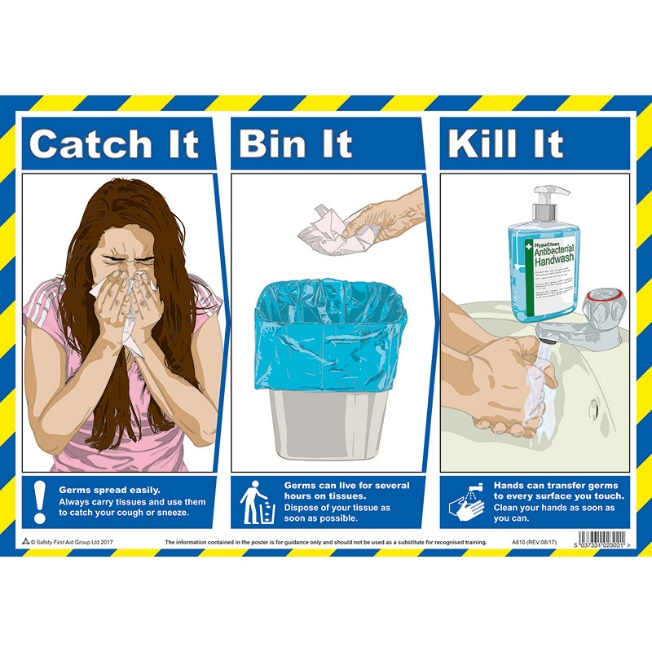 Catch It
Bin It
Kill It
HypaClean
Antibacterial
Handwash
Germs spread easily.
Always carry tissues and use them
to catch your cough or sneeze.
Germs can live for several
hours on tissues.
Dispose of your tissue as
soon as possible.
Hands can transfer germs
to every surface you touch.
Clean your hands as soon as
you can.
© Safety First Aid Group Ltd 2017
The information contained in the poster is for guidance only and should not be used as a substitute for recognised training.
A810 (REV:08/17)
5 037331 023021 >